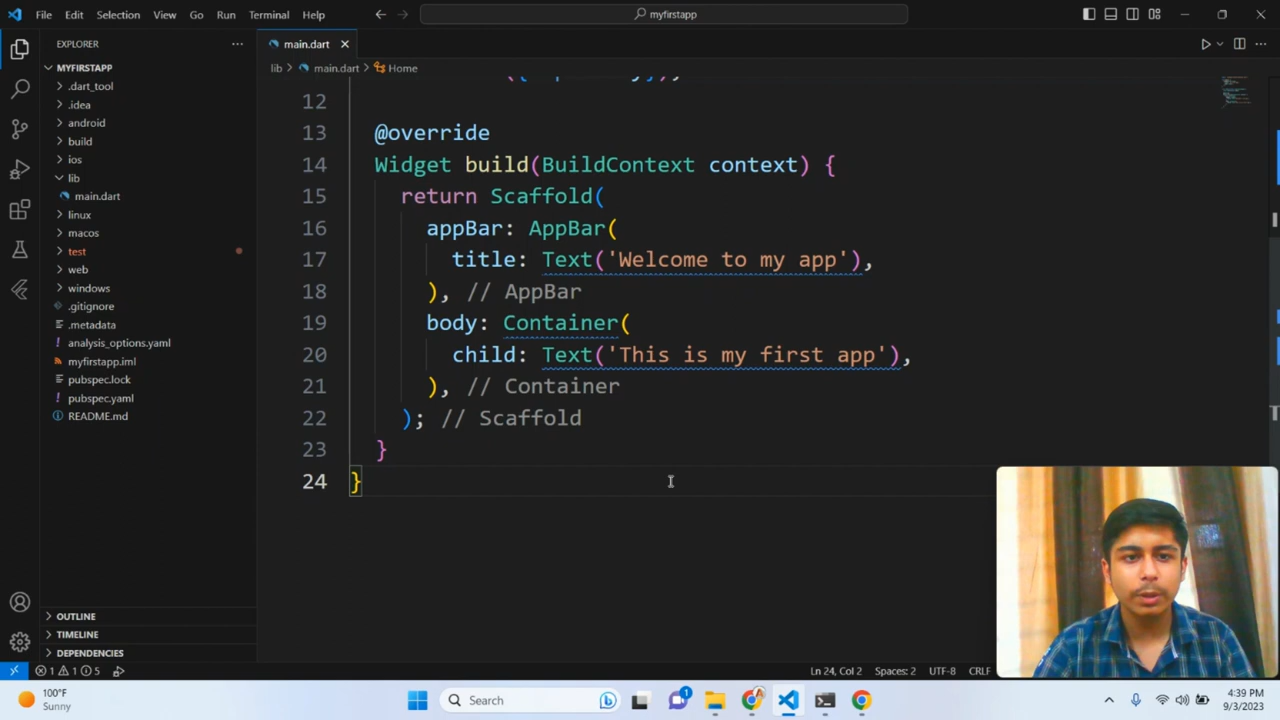 File Edit Selection View Go Run Terminal Help
myfirstapp
EXPLORER
MYFIRSTAPP
.dart_tool
.idea
android
build
ios
lib
main.dart
linux
macos
test
web
windows
.gitignore
.metadata
analysis_options.yaml
myfirstapp.iml
pubspec.lock
pubspec.yaml
README.md
OUTLINE
TIMELINE
DEPENDENCIES
main.dart
lib > main.dart > Home
12
13 @override
14 Widget build(BuildContext context) {
15 return Scaffold(
16 appBar: AppBar(
17 title: Text('Welcome to my app'),
18 ), // AppBar
19 body: Container(
20 child: Text('This is my first app'),
21 ), // Container
22 ); // Scaffold
23 }
24 }
1 1 5
Ln 24, Col 2 Spaces: 2 UTF-8 CRLF
100°F
Sunny
Search
1
4:39 PM
9/3/2023